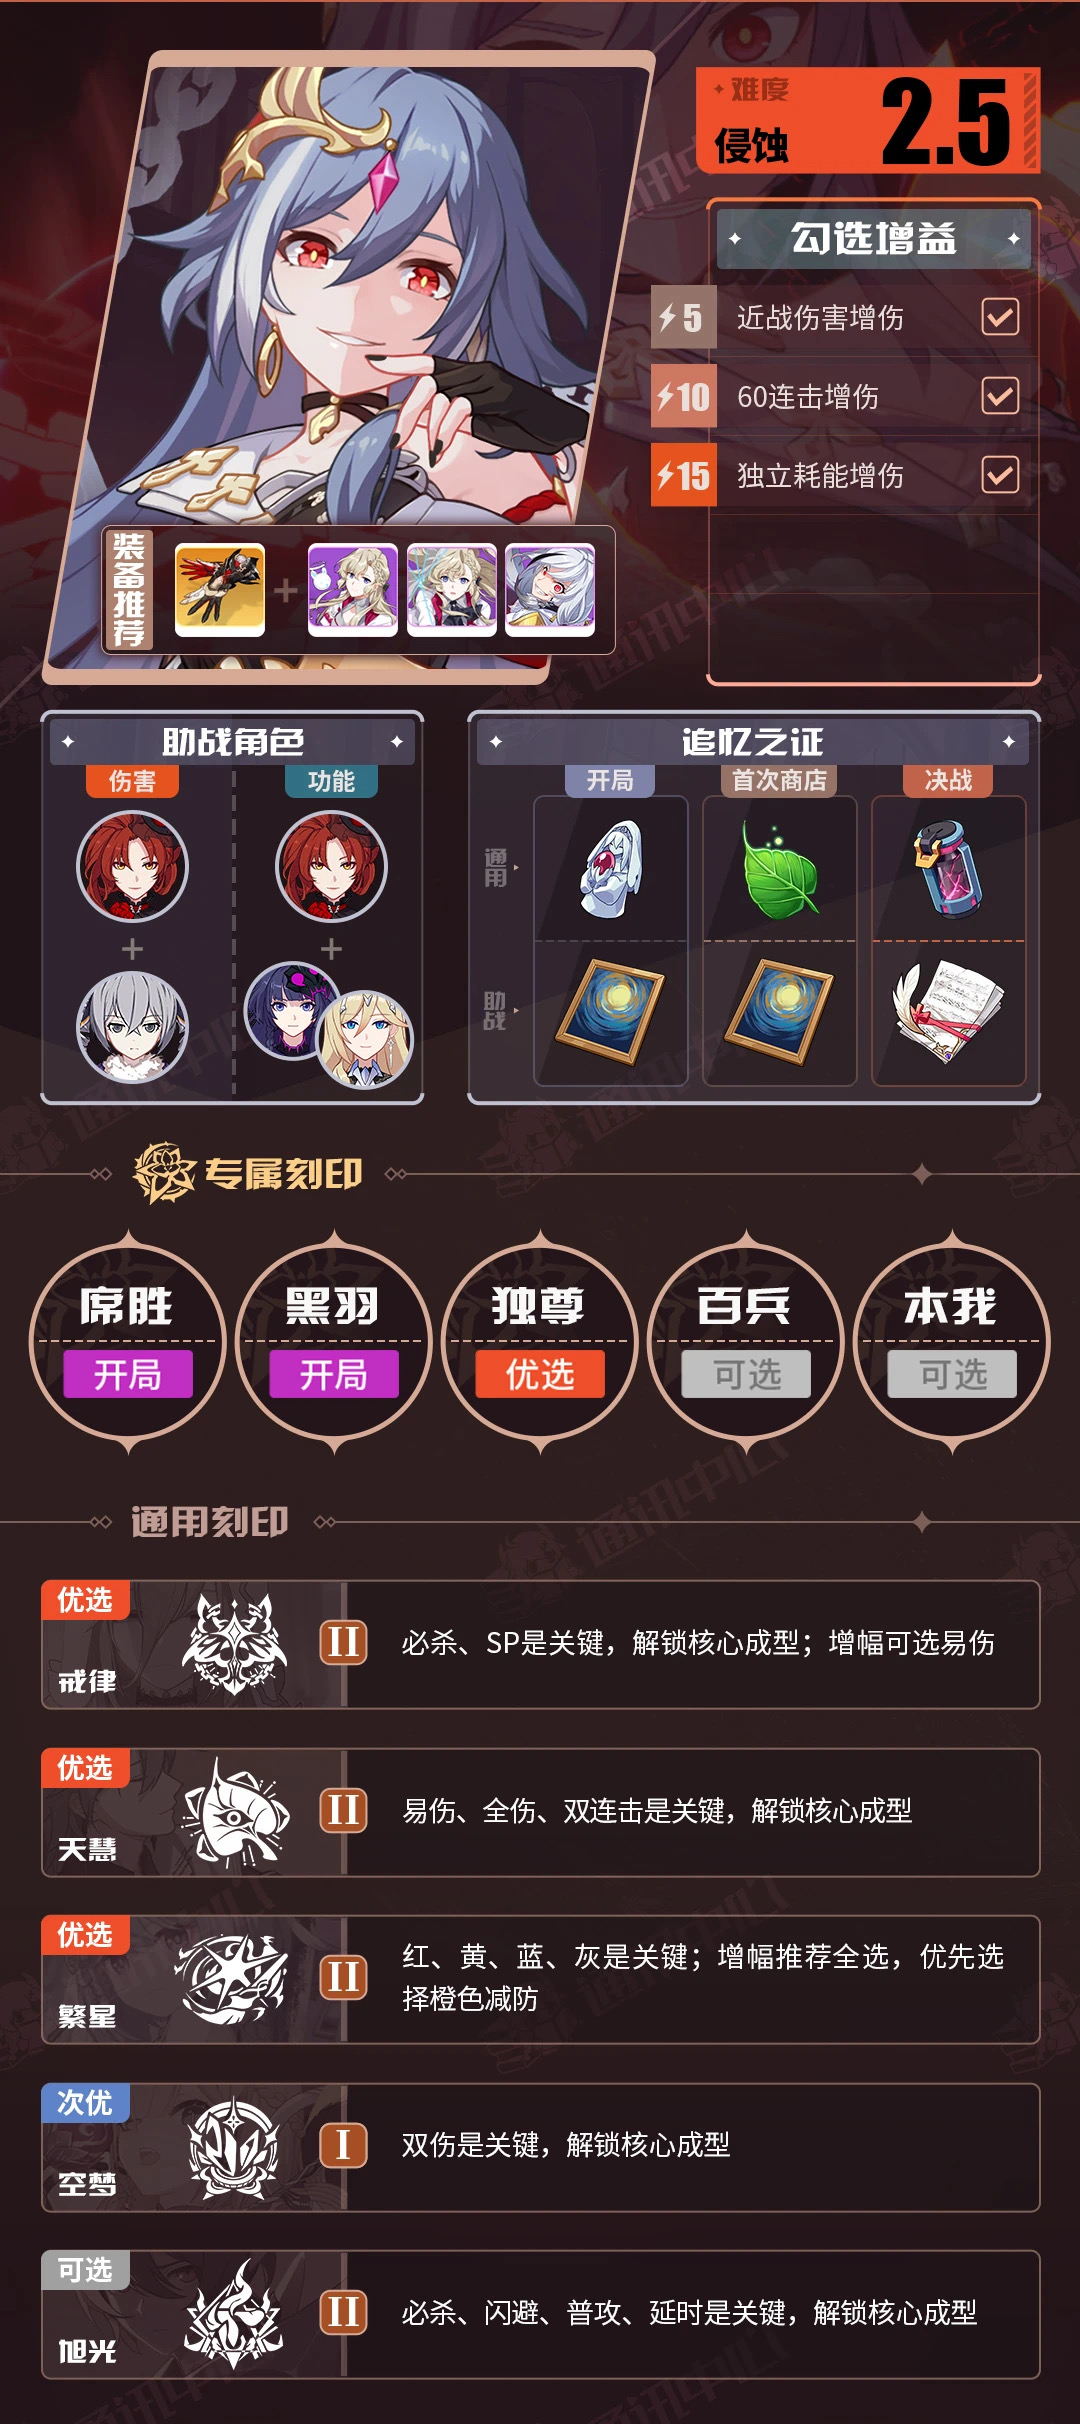 难度
侵蚀
2.5
勾选增益
5 近战伤害增伤
10 60连击增伤
15 独立耗能增伤
装备推荐
助战角色
伤害
功能
追忆之证
开局
首次商店
决战
通用
助战
专属刻印
席胜
开局
黑羽
开局
独尊
优选
百兵
可选
本我
可选
通用刻印
优选
戒律
II
必杀、SP是关键，解锁核心成型；增幅可选易伤
优选
天慧
II
易伤、全伤、双连击是关键，解锁核心成型
优选
繁星
II
红、黄、蓝、灰是关键；增幅推荐全选，优先选
择橙色减防
次优
空梦
I
双伤是关键，解锁核心成型
可选
旭光
II
必杀、闪避、普攻、延时是关键，解锁核心成型
通讯中心